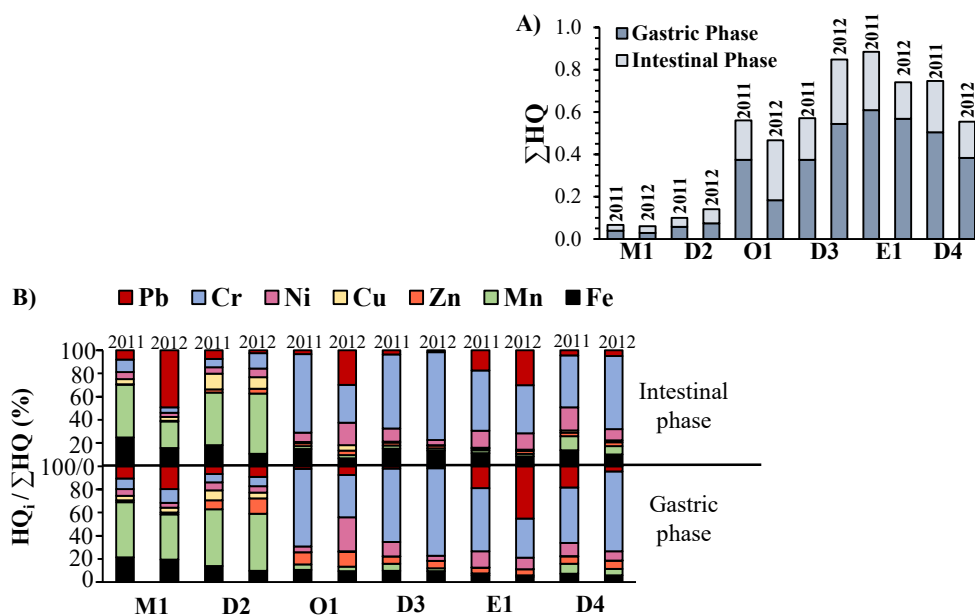 A)
Gastric Phase
Intestinal Phase
∑HQ
1.0
0.8
0.6
0.4
0.2
0.0
2011 2012 2011 2012 2011 2012 2011 2012 2011 2012 2011 2012
M1 D2 O1 D3 E1 D4
B)
Pb Cr Ni Cu Zn Mn Fe
2011 2012 2011 2012 2011 2012 2011 2012 2011 2012 2011 2012
HQi / ∑HQ (%)
100
80
60
40
20
100/0
80
60
40
20
0
Intestinal
phase
Gastric
phase
M1 D2 O1 D3 E1 D4